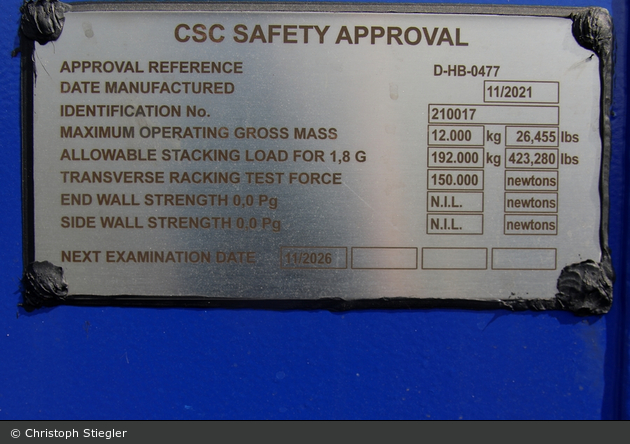 CSC SAFETY APPROVAL
APPROVAL REFERENCE D-HB-0477
DATE MANUFACTURED 11/2021
IDENTIFICATION No. 210017
MAXIMUM OPERATING GROSS MASS 12.000 kg 26,455 lbs
ALLOWABLE STACKING LOAD FOR 1,8 G 192.000 kg 423,280 lbs
TRANSVERSE RACKING TEST FORCE 150.000 newtons
END WALL STRENGTH 0,0 Pg N.I.L. newtons
SIDE WALL STRENGTH 0.0 Pg N.I.L. newtons
NEXT EXAMINATION DATE 11/2026
© Christoph Stiegler